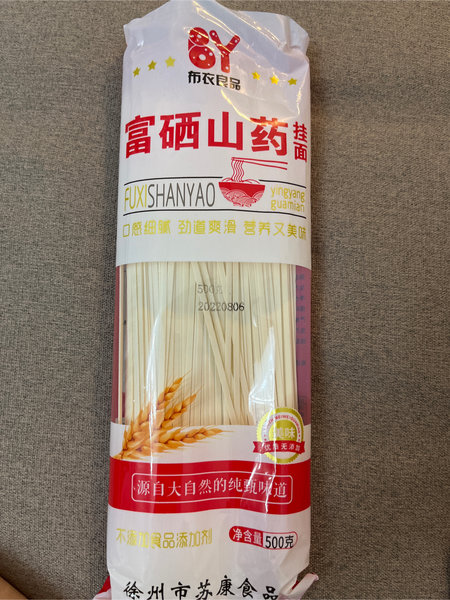 BY
布衣良品
富硒山药
挂面
FUXISHANYAO
yingyang
guamian
口感细腻 劲道爽滑 营养又美味
500克
20220806
美味
源自大自然的纯甄味道
不添加食品添加剂
净含量 500克
徐州市苏康食品